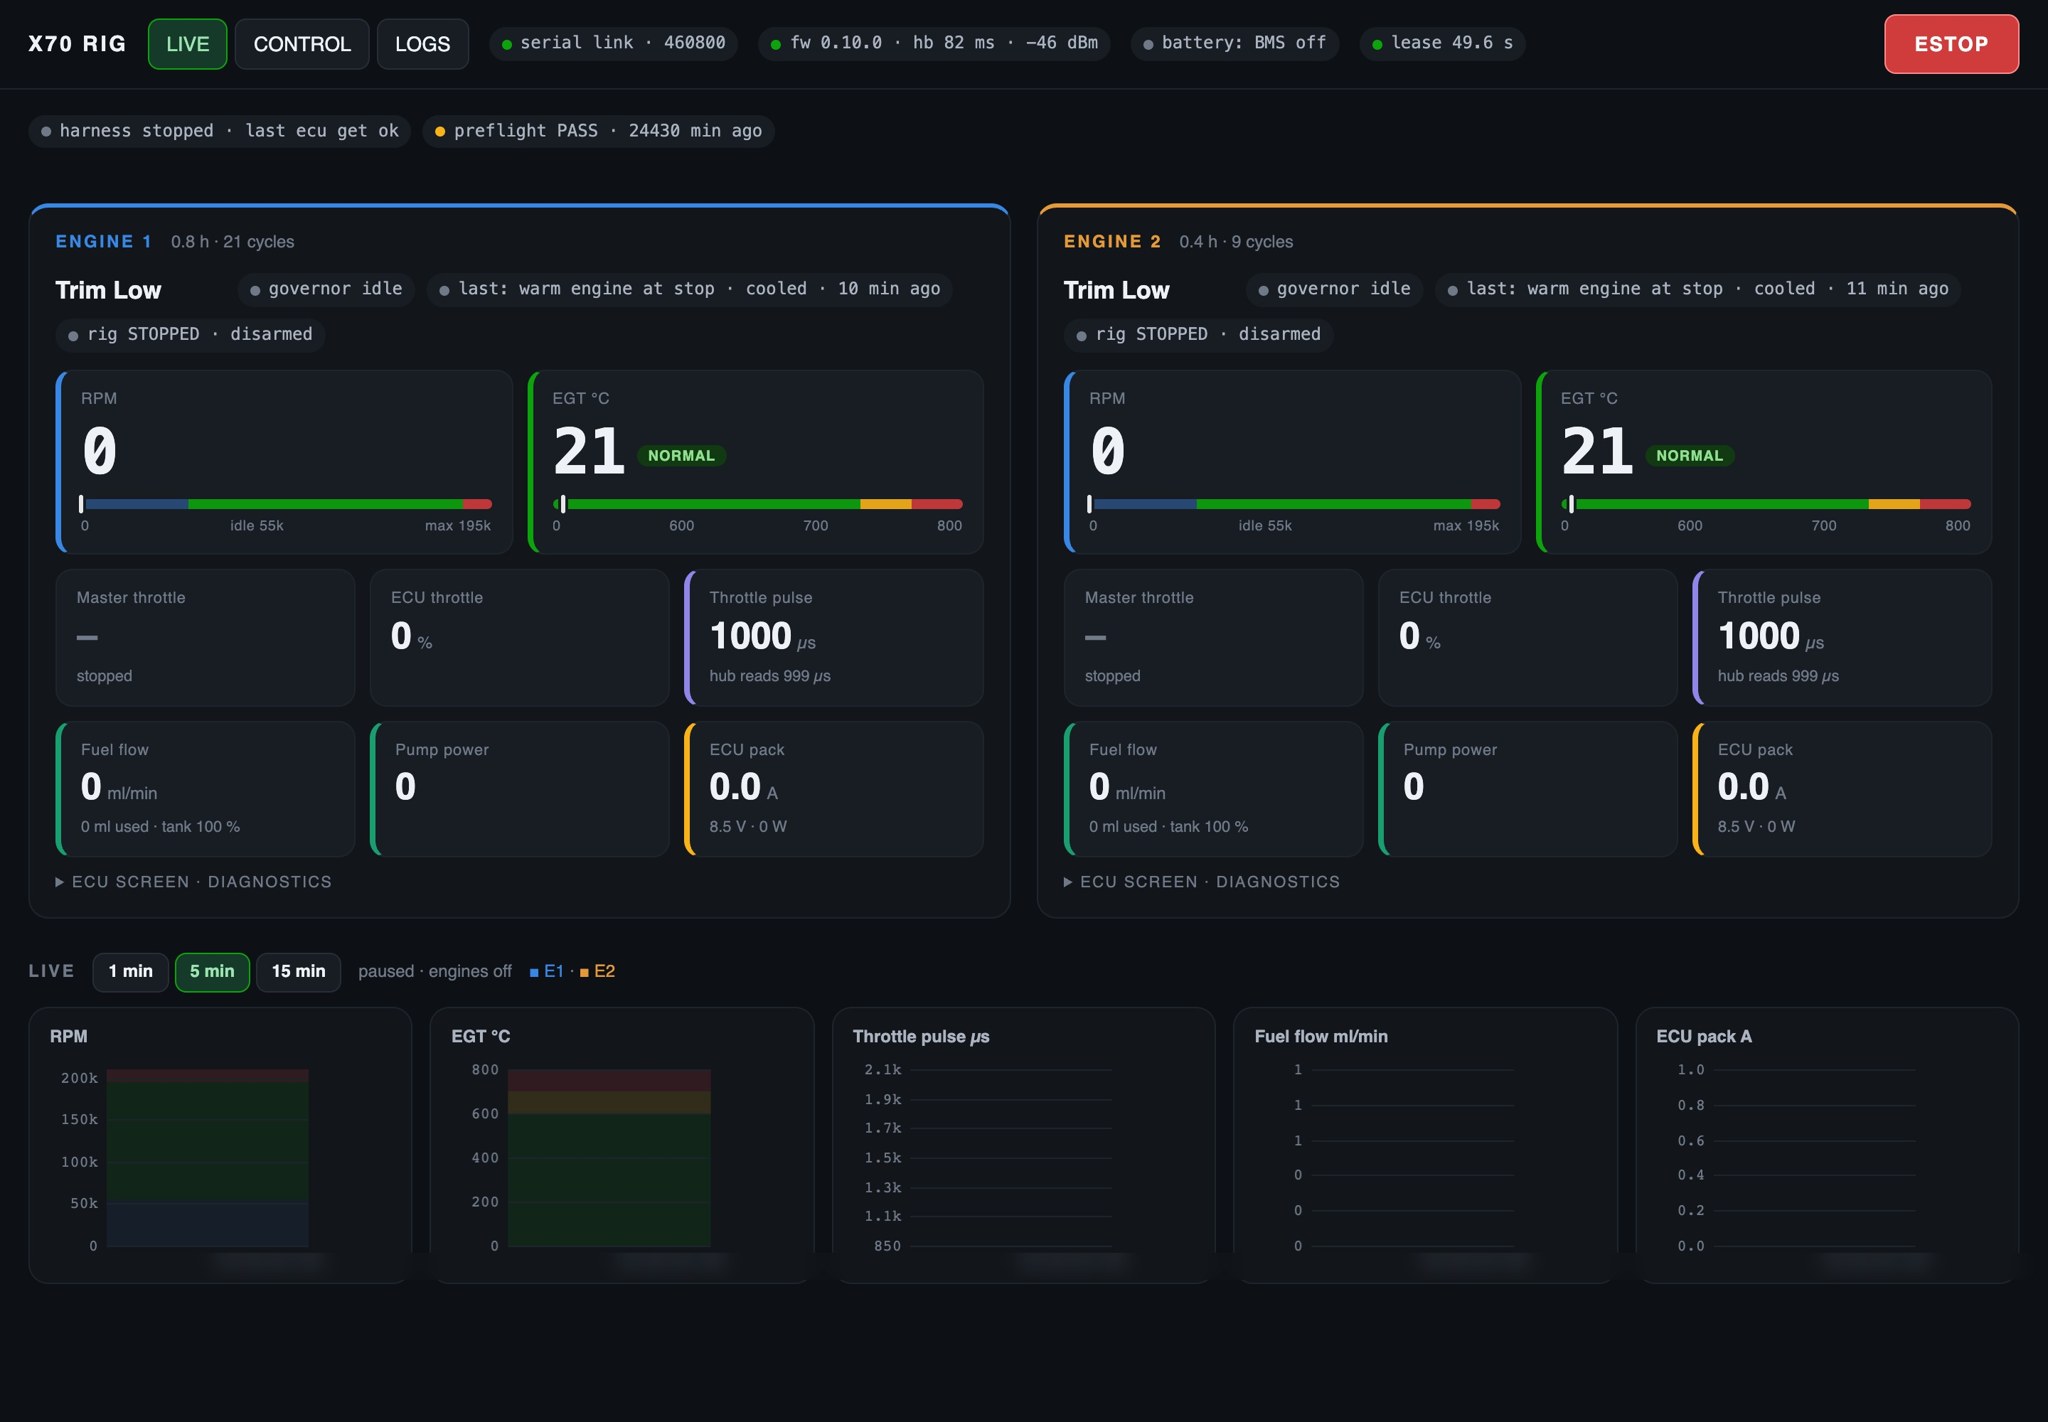 X70 RIG LIVE CONTROL LOGS serial link · 460800 fw 0.10.0 · hb 82 ms · −46 dBm battery: BMS off lease 49.6 s ESTOP
harness stopped · last ecu get ok preflight PASS · 24430 min ago
ENGINE 1 0.8 h · 21 cycles
Trim Low governor idle last: warm engine at stop · cooled · 10 min ago
rig STOPPED · disarmed
RPM
0
0 idle 55k max 195k
EGT °C
21 NORMAL
0 600 700 800
Master throttle
—
stopped
ECU throttle
0 %
Throttle pulse
1000 µs
hub reads 999 µs
Fuel flow
0 ml/min
0 ml used · tank 100 %
Pump power
0
ECU pack
0.0 A
8.5 V · 0 W
▶ ECU SCREEN · DIAGNOSTICS
ENGINE 2 0.4 h · 9 cycles
Trim Low governor idle last: warm engine at stop · cooled · 11 min ago
rig STOPPED · disarmed
RPM
0
0 idle 55k max 195k
EGT °C
21 NORMAL
0 600 700 800
Master throttle
—
stopped
ECU throttle
0 %
Throttle pulse
1000 µs
hub reads 999 µs
Fuel flow
0 ml/min
0 ml used · tank 100 %
Pump power
0
ECU pack
0.0 A
8.5 V · 0 W
▶ ECU SCREEN · DIAGNOSTICS
LIVE 1 min 5 min 15 min paused · engines off ■ E1 · ■ E2
RPM
200k
150k
100k
50k
0
EGT °C
800
600
400
200
0
Throttle pulse µs
2.1k
1.9k
1.7k
1.5k
1.3k
1.1k
850
Fuel flow ml/min
1
1
1
0
0
0
ECU pack A
1.0
0.8
0.6
0.4
0.2
0.0